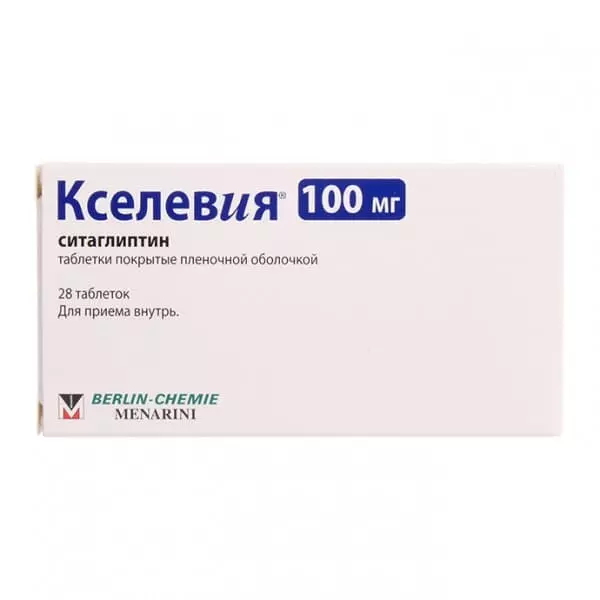 Кселевия® 100 мг
ситаглиптин
таблетки покрытые пленочной оболочкой
28 таблеток
Для приема внутрь.
BERLIN-CHEMIE
MENARINI